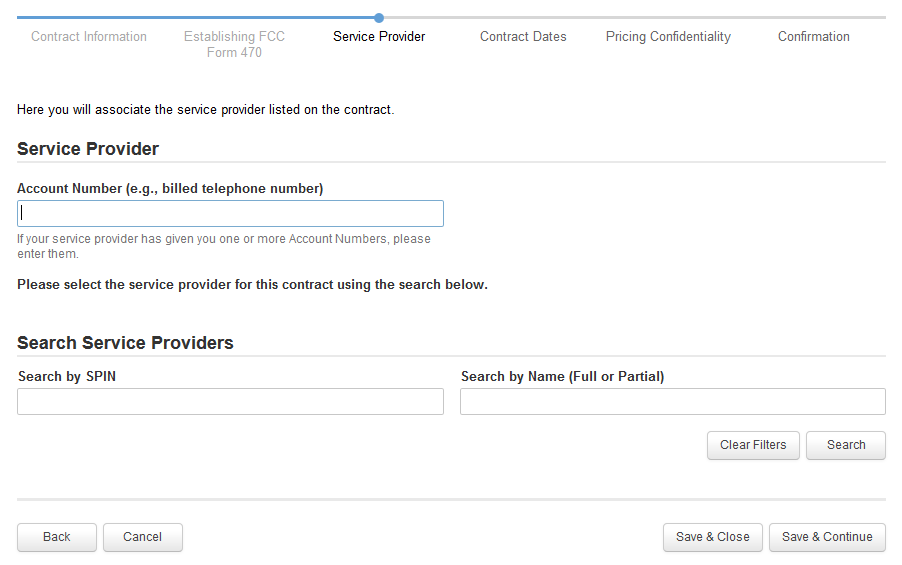 Contract Information
Establishing FCC
Form 470
Service Provider
Contract Dates
Pricing Confidentiality
Confirmation
Here you will associate the service provider listed on the contract.
Service Provider
Account Number (e.g., billed telephone number)
If your service provider has given you one or more Account Numbers, please
enter them.
Please select the service provider for this contract using the search below.
Search Service Providers
Search by SPIN
Search by Name (Full or Partial)
Clear Filters
Search
Back
Cancel
Save & Close
Save & Continue